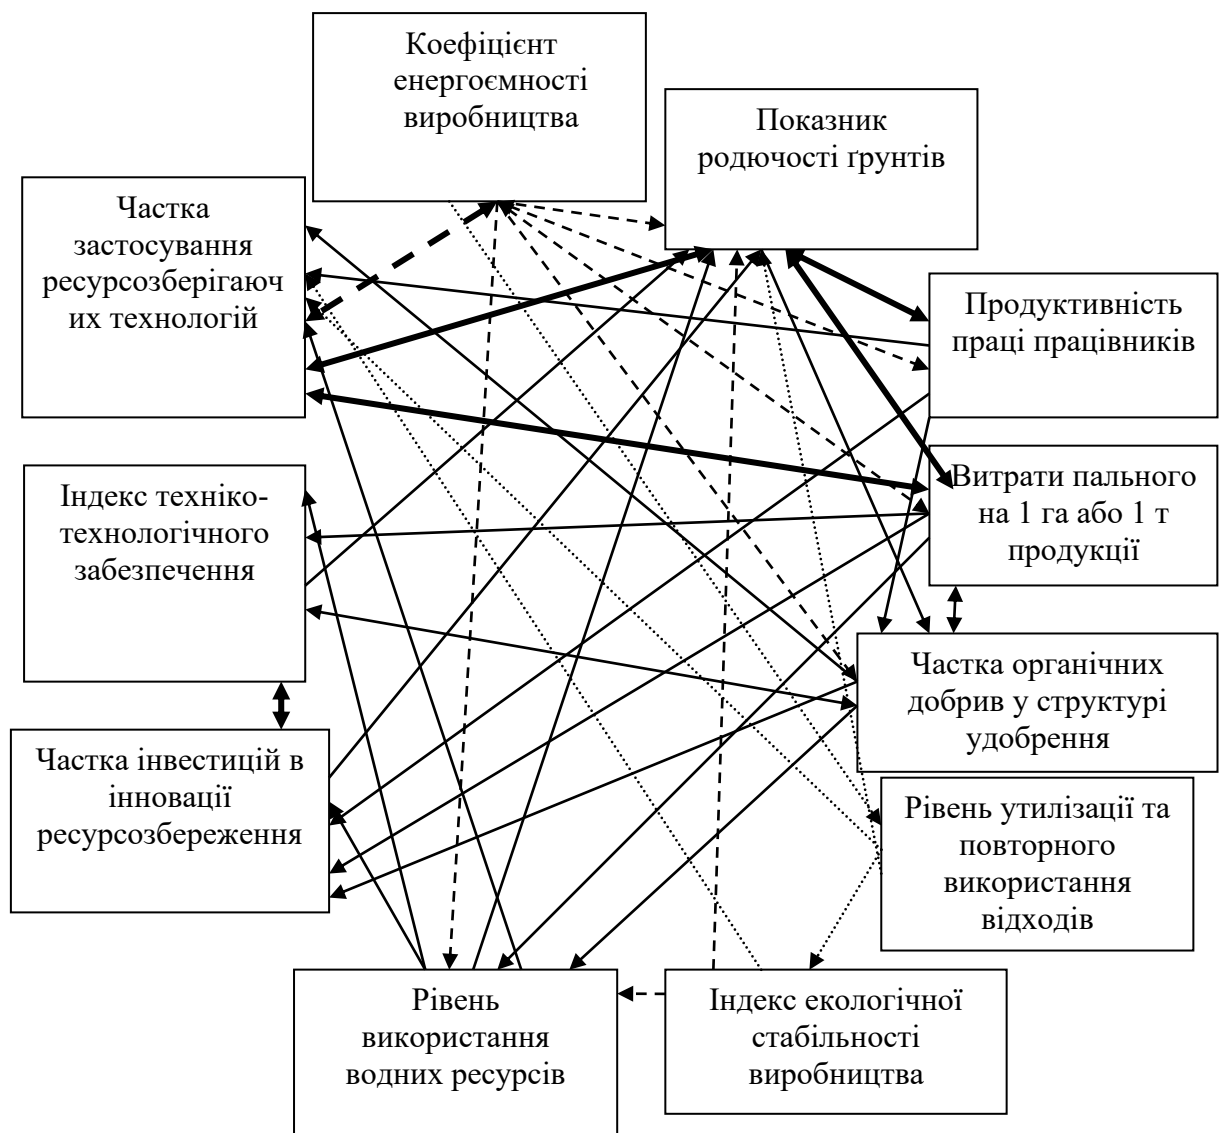 Коефіцієнт
енергоємності
виробництва
Показник
родючості ґрунтів
Частка
застосування
ресурсозберігаюч
их технологій
Продуктивність
праці працівників
Витрати пального
на 1 га або 1 т
продукції
Індекс техніко-
технологічного
забезпечення
Частка органічних
добрив у структурі
удобрення
Частка інвестицій в
інновації
ресурсозбереження
Рівень утилізації та
повторного
використання
відходів
Рівень
використання
водних ресурсів
Індекс екологічної
стабільності
виробництва